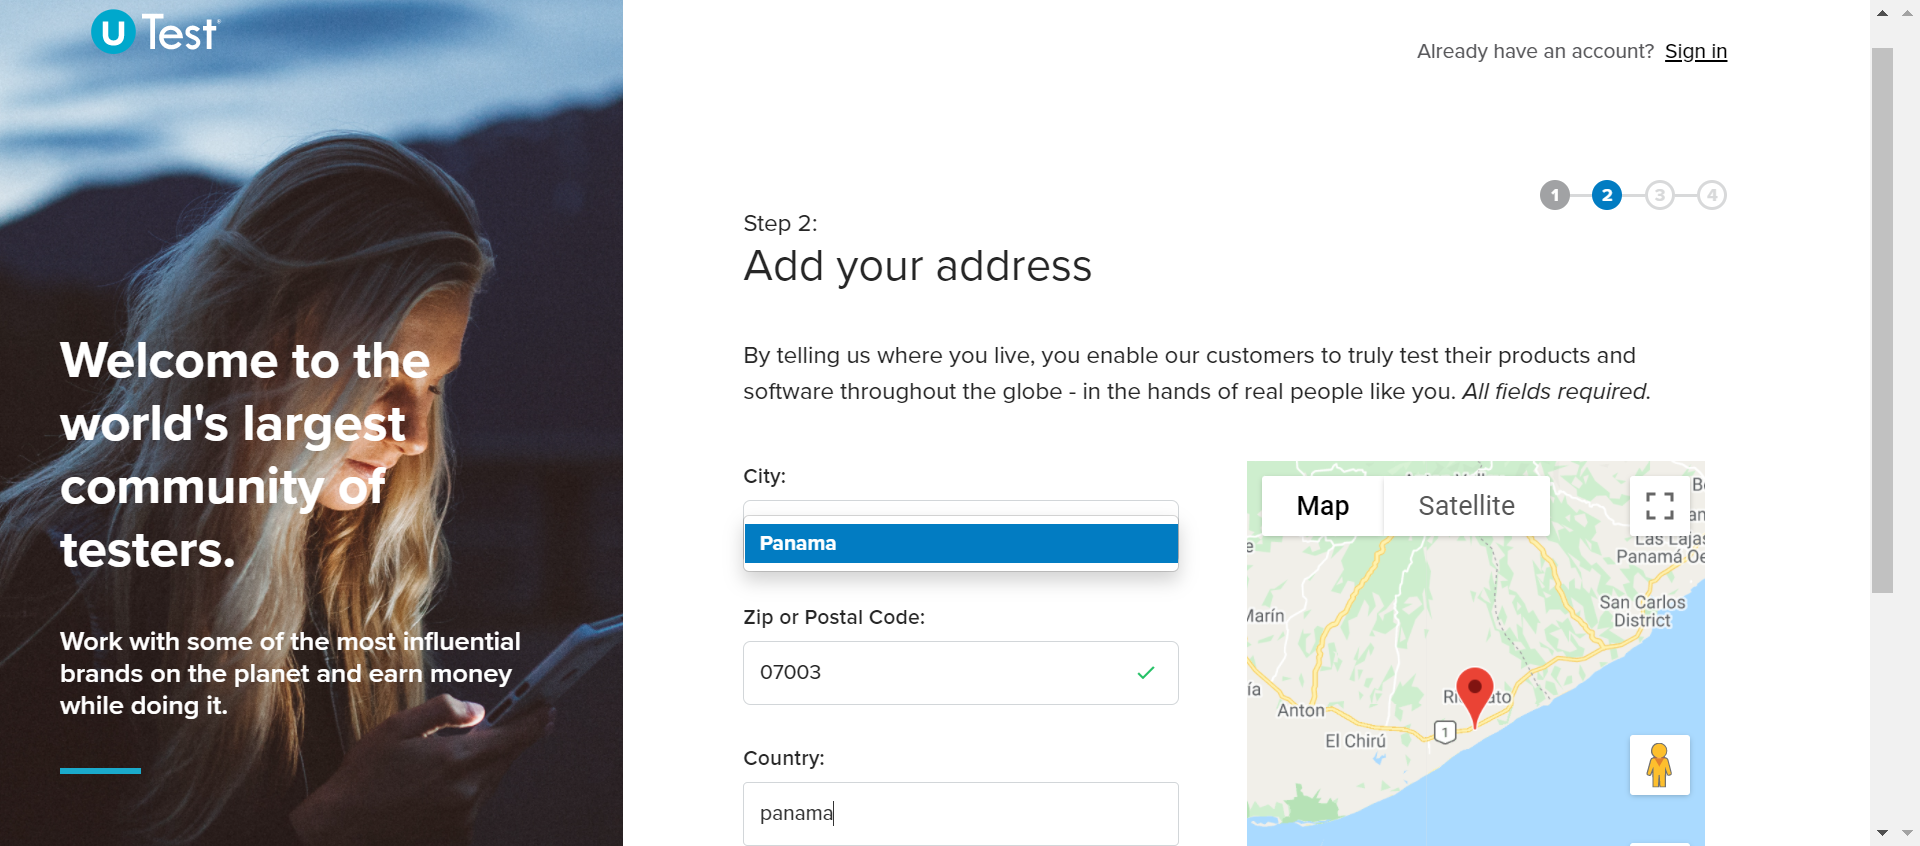 U Test
Already have an account? Sign in
1 2 3 4
Step 2:
Add your address
By telling us where you live, you enable our customers to truly test their products and
software throughout the globe - in the hands of real people like you. All fields required.
Welcome to the
world's largest
community of
testers.
Work with some of the most influential
brands on the planet and earn money
while doing it.
City:
Panama
Zip or Postal Code:
07003
Country:
panama
Map
Satellite
Las Lajas
Panamá Oe
San Carlos
District
Marín
ía
Anton
El Chirú
1